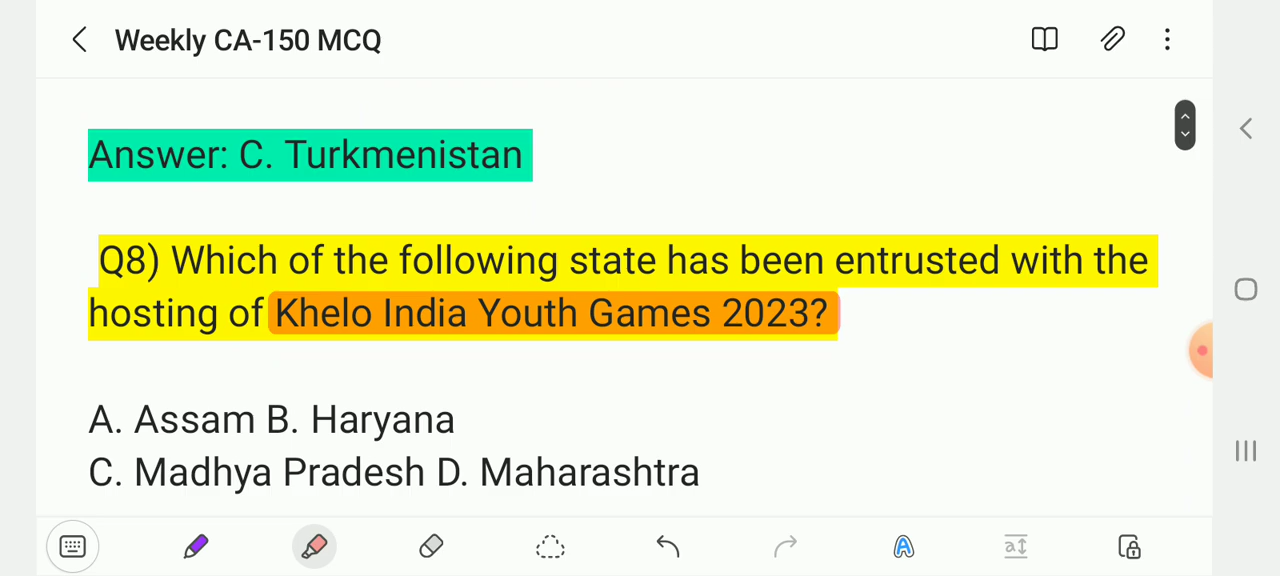 Weekly CA-150 MCQ
Answer: C. Turkmenistan
Q8) Which of the following state has been entrusted with the
hosting of Khelo India Youth Games 2023?
A. Assam B. Haryana
C. Madhya Pradesh D. Maharashtra